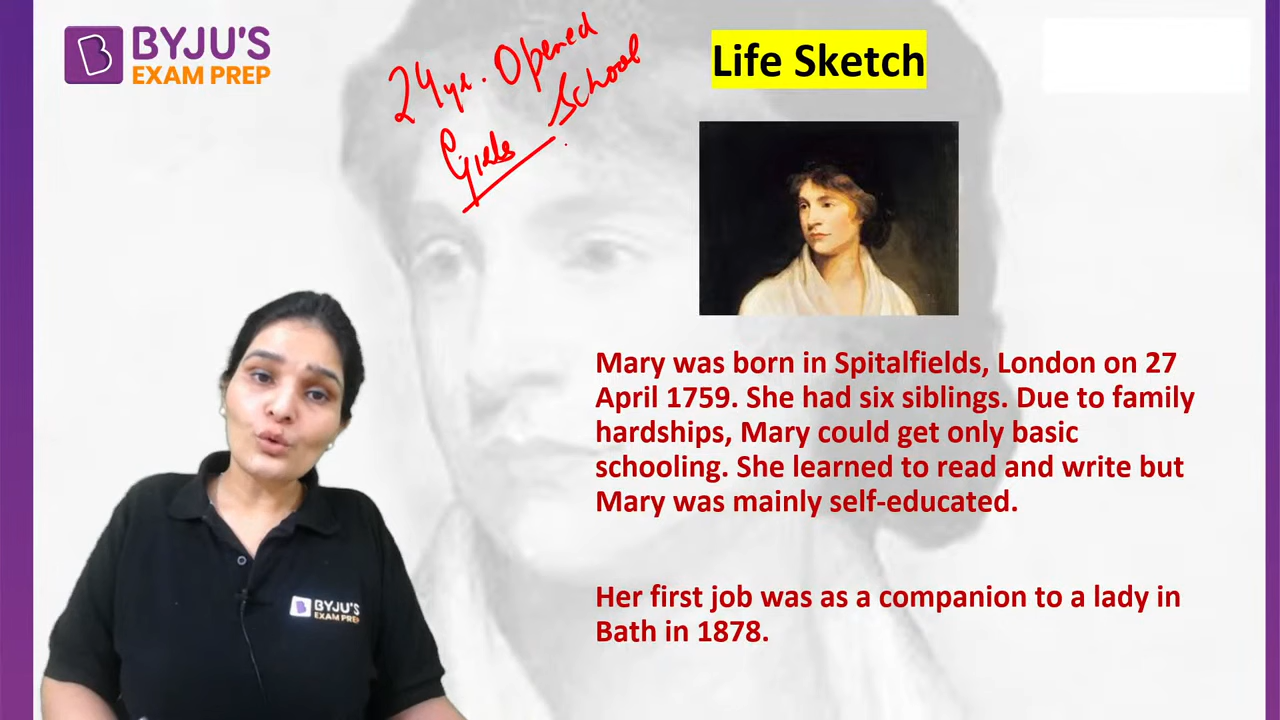 BYJU'S
EXAM PREP
24 yr. Opened
Girls School
Life Sketch
Mary was born in Spitalfields, London on 27
April 1759. She had six siblings. Due to family
hardships, Mary could get only basic
schooling. She learned to read and write but
Mary was mainly self-educated.
Her first job was as a companion to a lady in
Bath in 1878.
BYJU'S
EXAM PREP